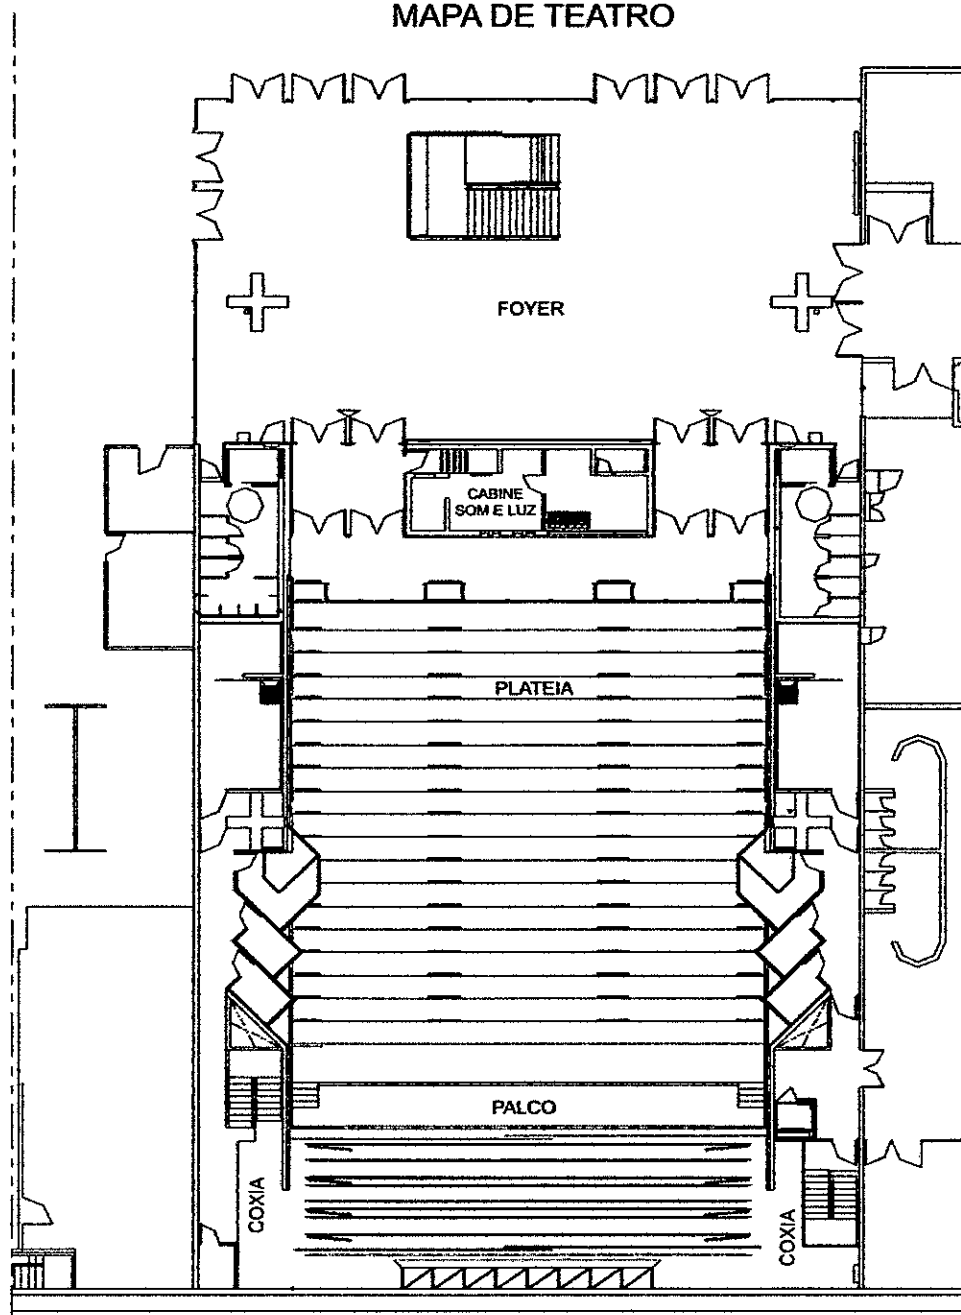 MAPA DE TEATRO
FOYER
CABINE
SOM E LUZ
PLATEIA
PALCO
COXIA
COXIA